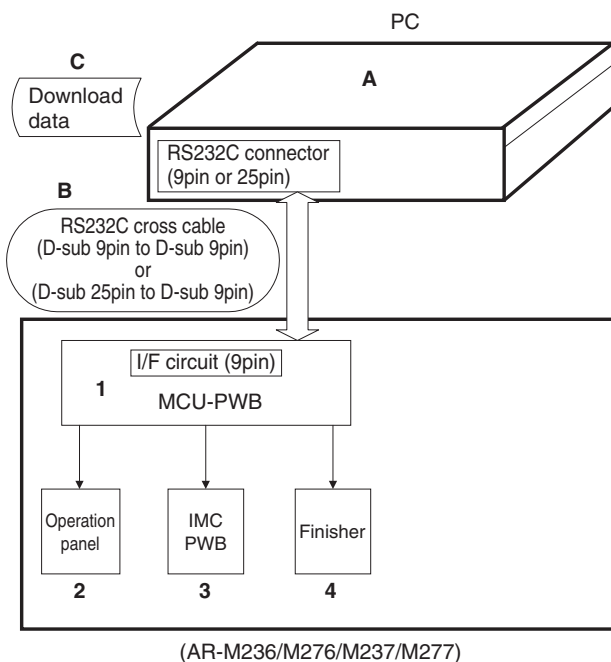 PC
C
A
Download
data
RS232C connector
(9pin or 25pin)
B
RS232C cross cable
(D-sub 9pin to D-sub 9pin)
or
(D-sub 25pin to D-sub 9pin)
I/F circuit (9pin)
1
MCU-PWB
Operation
panel
IMC
PWB
Finisher
2
3
4
(AR-M236/M276/M237/M277)